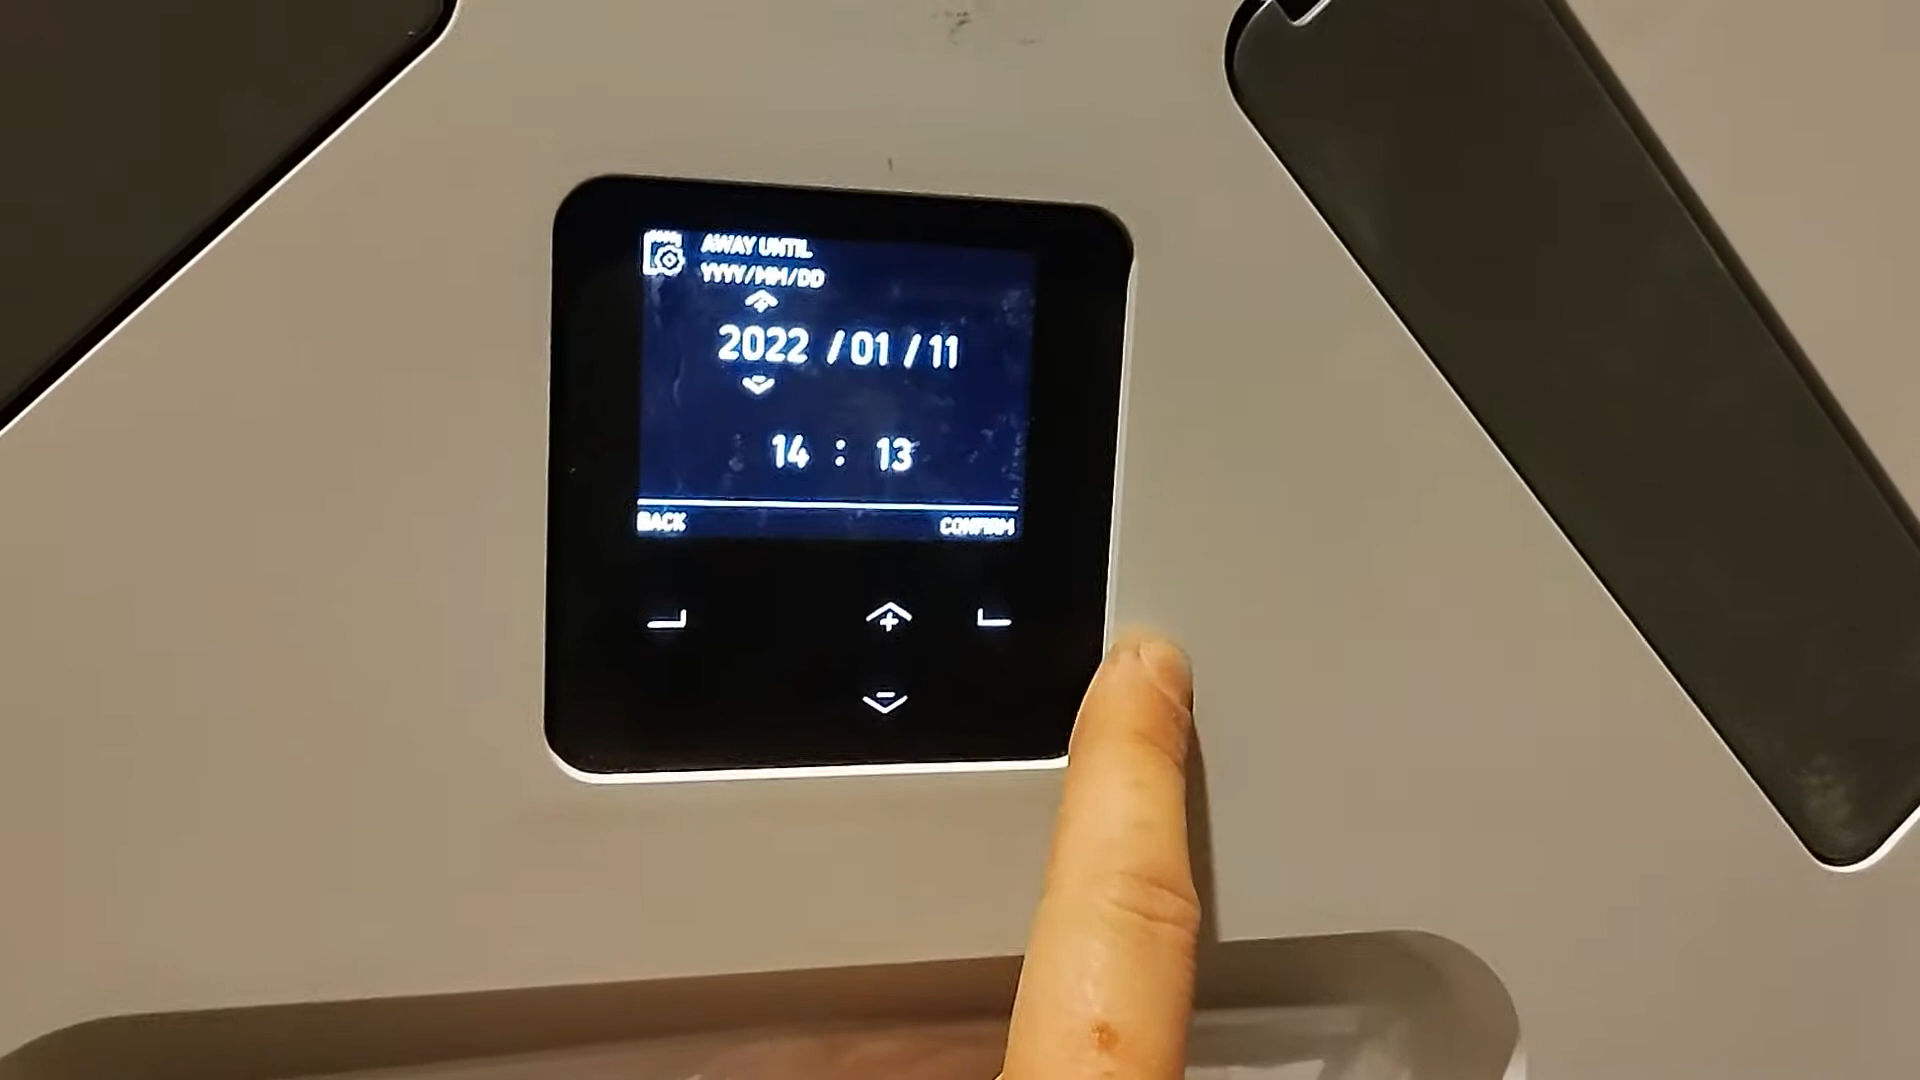 AWAY UNTIL
YYYY/MM/DD
2022 / 01 / 11
14 : 13
BACK CONFIRM